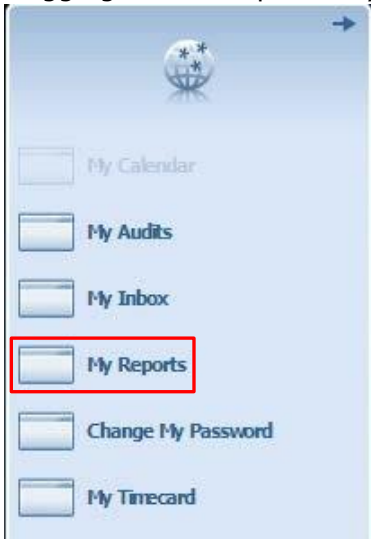 My Calendar
My Audits
My Inbox
My Reports
Change My Password
My Timecard